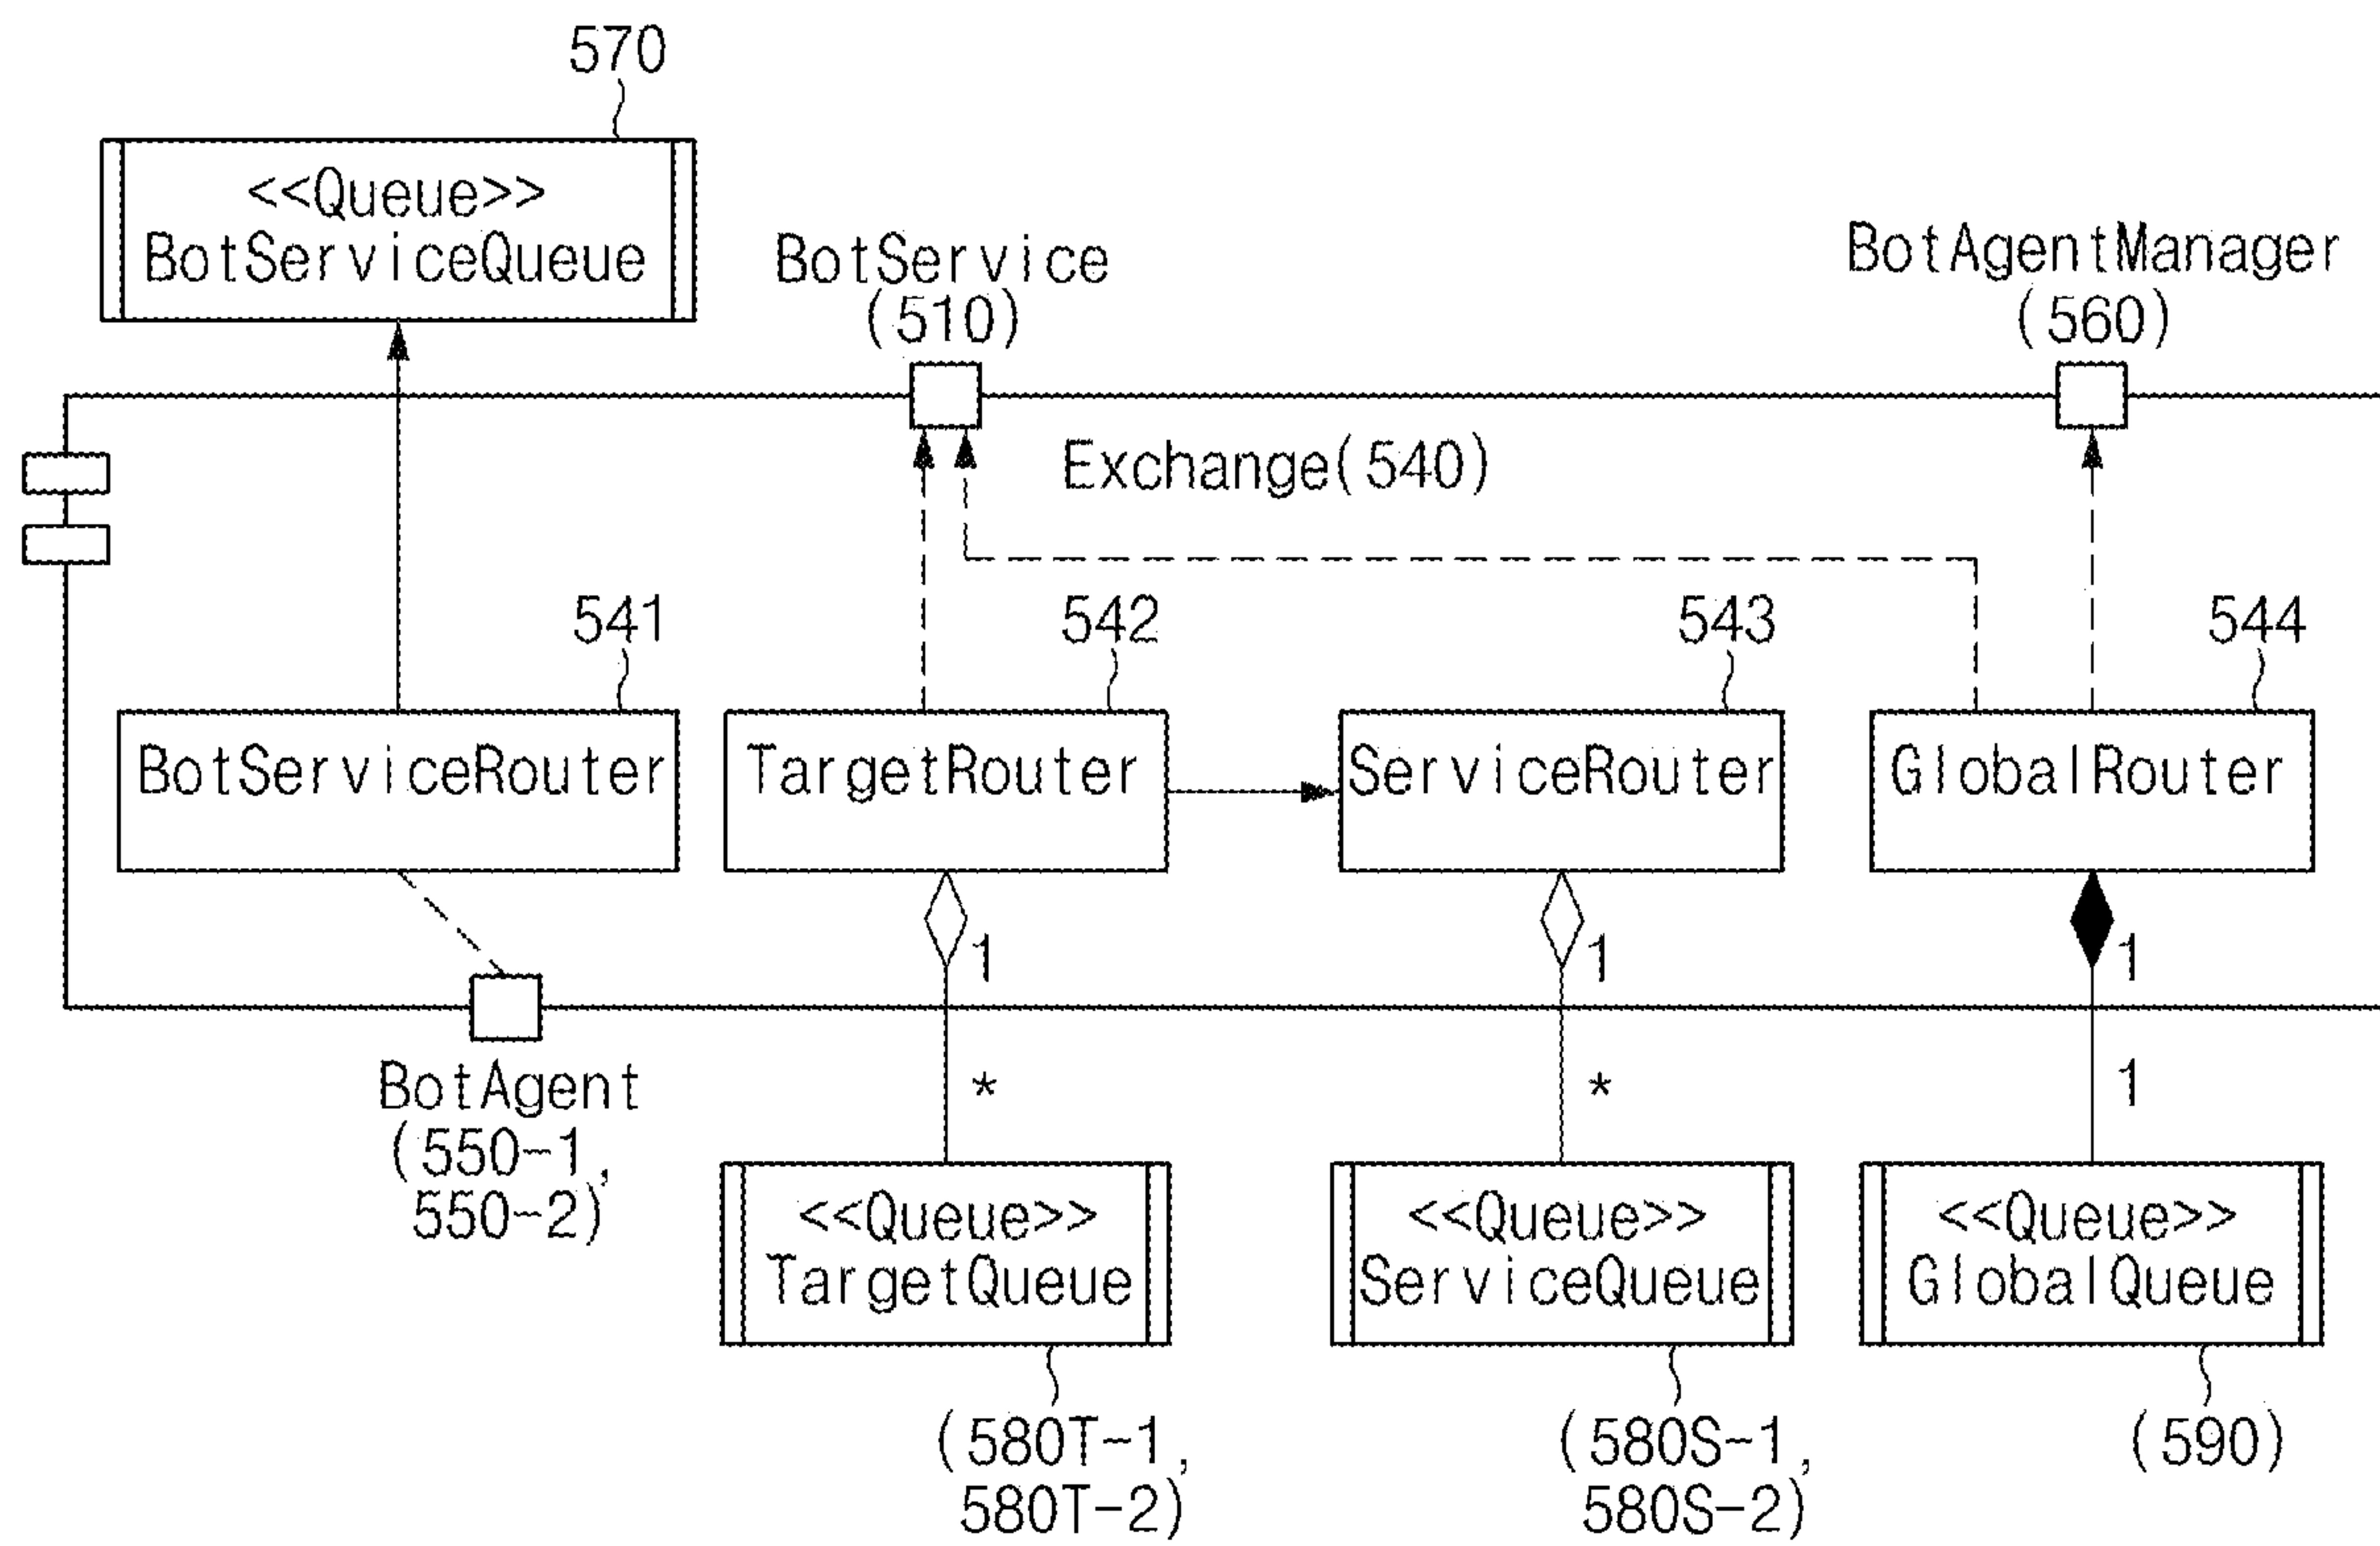 570
<<Queue>>
BotServiceQueue
BotService
(510)
BotAgentManager
(560)
Exchange(540)
541
542
543
544
BotServiceRouter
TargetRouter
ServiceRouter
GlobalRouter
1
1
1
BotAgent
(550-1,
550-2)
*
*
1
<<Queue>>
TargetQueue
<<Queue>>
ServiceQueue
<<Queue>>
GlobalQueue
(580T-1,
580T-2)
(580S-1,
580S-2)
(590)